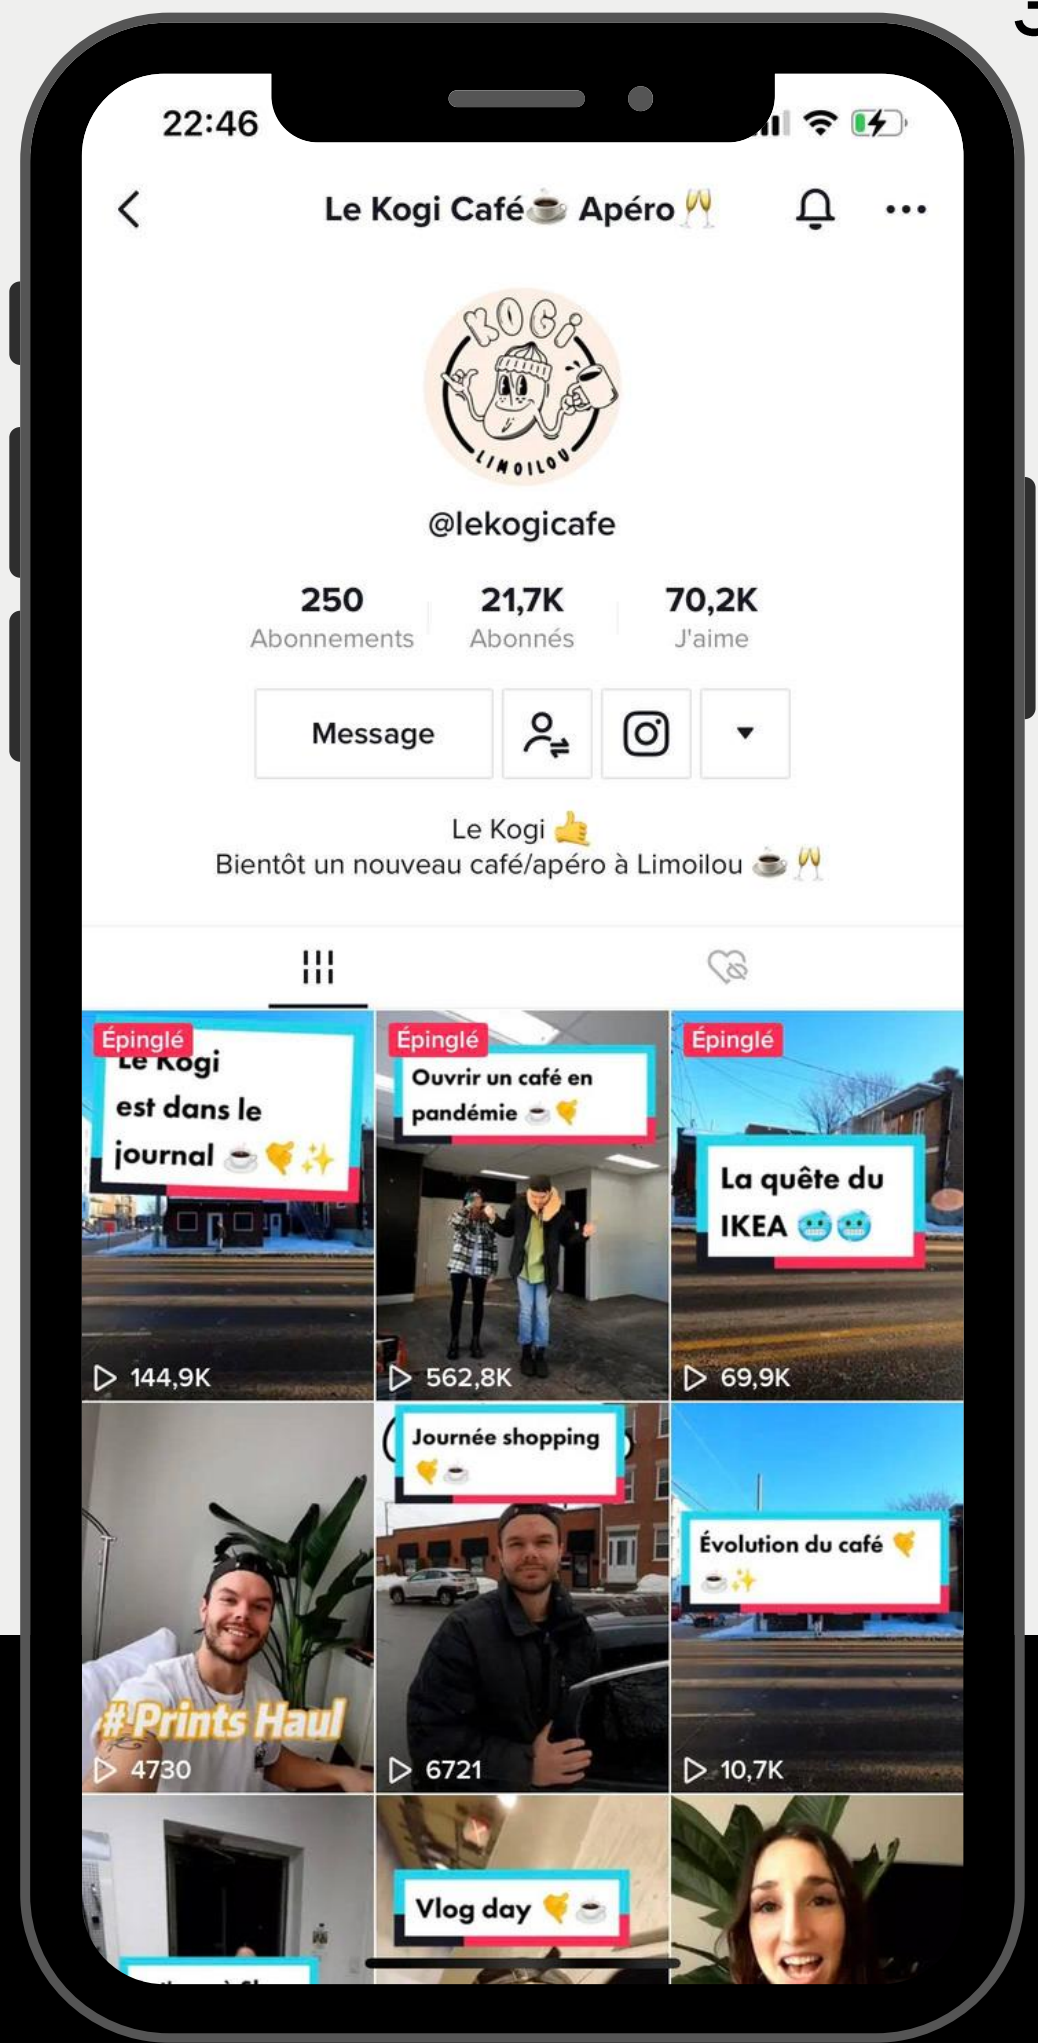 22:46
Le Kogi Café☕ Apéro🥂
KOGi
LIMOILOU
@lekogicafe
250 21,7K 70,2K
Abonnements Abonnés J'aime
Message
Le Kogi 🤙
Bientôt un nouveau café/apéro à Limoilou ☕🥂
Épinglé
Le Kogi
est dans le
journal ☕🤙✨
144,9K
Épinglé
Ouvrir un café en
pandémie ☕🤙
562,8K
Épinglé
La quête du
IKEA 🥶🥶
69,9K
#Prints Haul
4730
Journée shopping
🤙☕
6721
Évolution du café 🤙
☕✨
10,7K
Vlog day 🤙☕